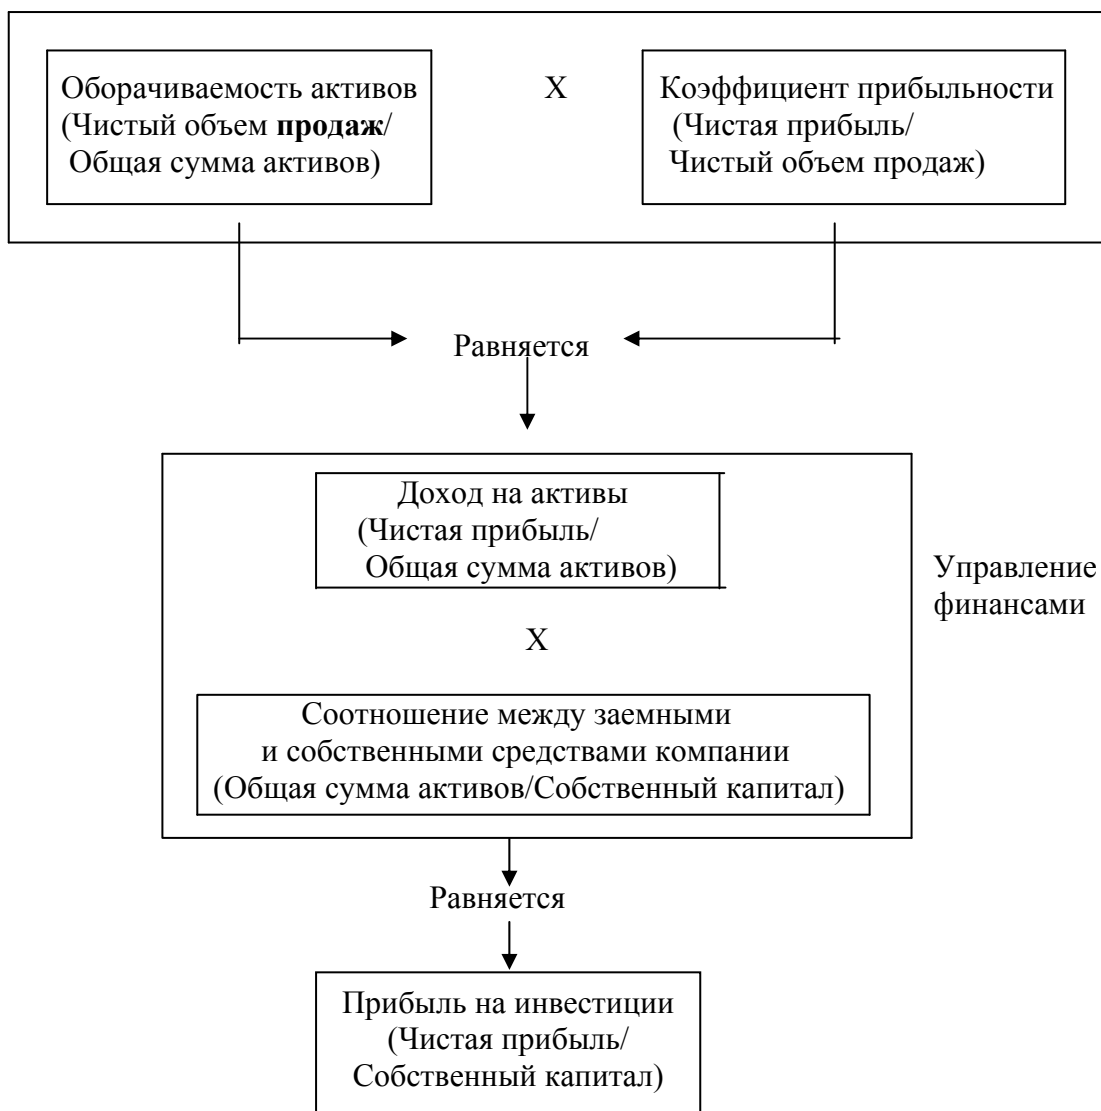 Оборачиваемость активов
(Чистый объем продаж/
Общая сумма активов)
X
Коэффициент прибыльности
(Чистая прибыль/
Чистый объем продаж)
Равняется
Доход на активы
(Чистая прибыль/
Общая сумма активов)
X
Соотношение между заемными
и собственными средствами компании
(Общая сумма активов/Собственный капитал)
Управление
финансами
Равняется
Прибыль на инвестиции
(Чистая прибыль/
Собственный капитал)